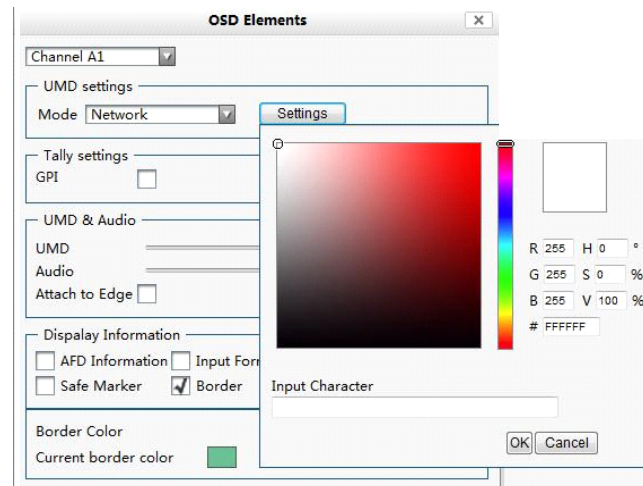 OSD Elements
Channel A1
UMD settings
Mode Network Settings
Tally settings
GPI
UMD & Audio
UMD
Audio
Attach to Edge
Dispalay Information
AFD Information Input
Safe Marker Border
Border Color
Current border color
R 255 H 0 °
G 255 S 0 %
B 255 V 100 %
# FFFFFF
Input Character
OK Cancel